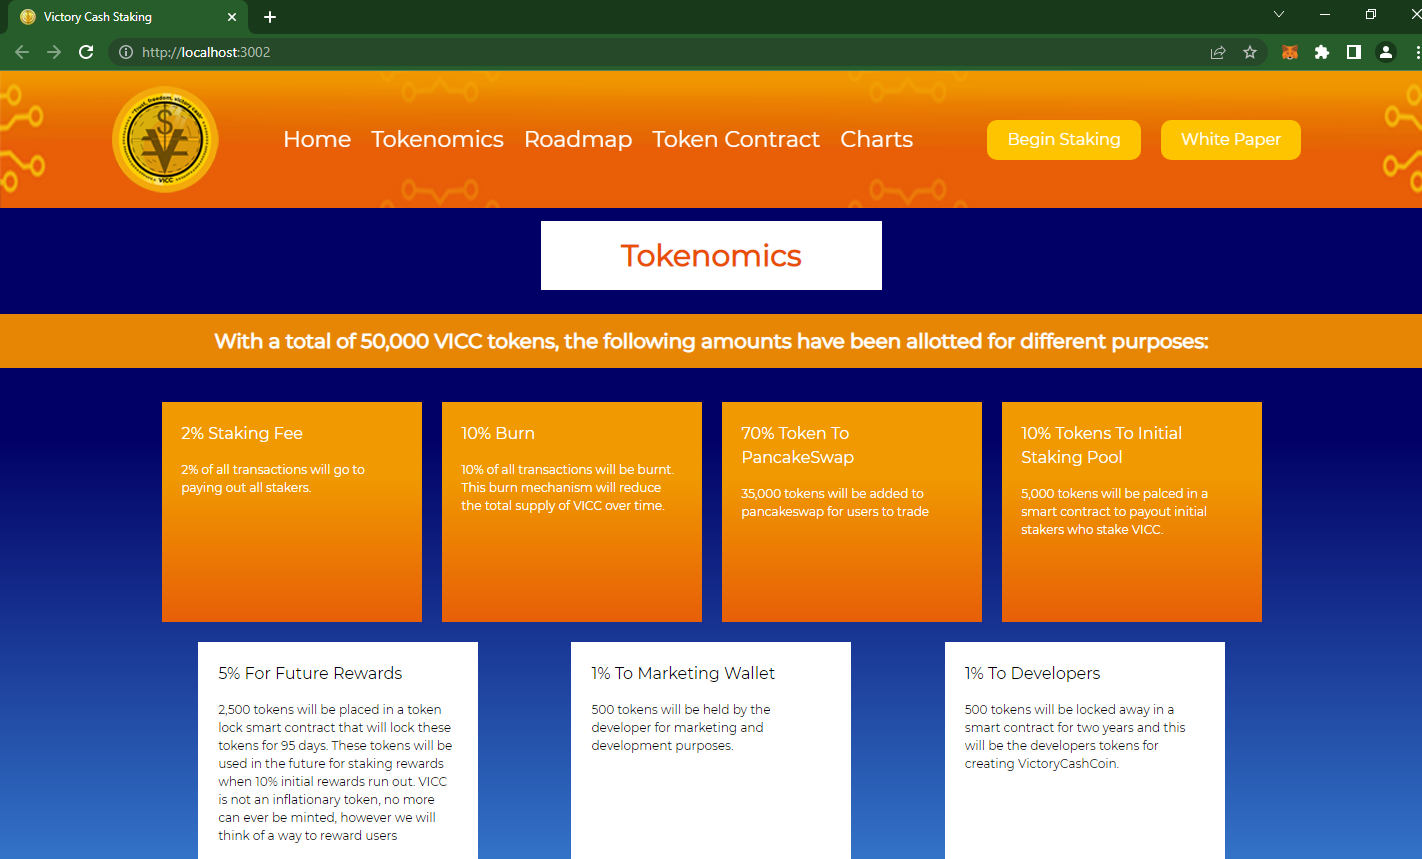 Victory Cash Staking
http://localhost:3002
"Trust, freedom, victory cash"
$
VICC
Home Tokenomics Roadmap Token Contract Charts
Begin Staking
White Paper
Tokenomics
With a total of 50,000 VICC tokens, the following amounts have been allotted for different purposes:
2% Staking Fee
2% of all transactions will go to
paying out all stakers.
10% Burn
10% of all transactions will be burnt.
This burn mechanism will reduce
the total supply of VICC over time.
70% Token To
PancakeSwap
35,000 tokens will be added to
pancakeswap for users to trade
10% Tokens To Initial
Staking Pool
5,000 tokens will be palced in a
smart contract to payout initial
stakers who stake VICC.
5% For Future Rewards
2,500 tokens will be placed in a token
lock smart contract that will lock these
tokens for 95 days. These tokens will be
used in the future for staking rewards
when 10% initial rewards run out. VICC
is not an inflationary token, no more
can ever be minted, however we will
think of a way to reward users
1% To Marketing Wallet
500 tokens will be held by the
developer for marketing and
development purposes.
1% To Developers
500 tokens will be locked away in a
smart contract for two years and this
will be the developers tokens for
creating VictoryCashCoin.